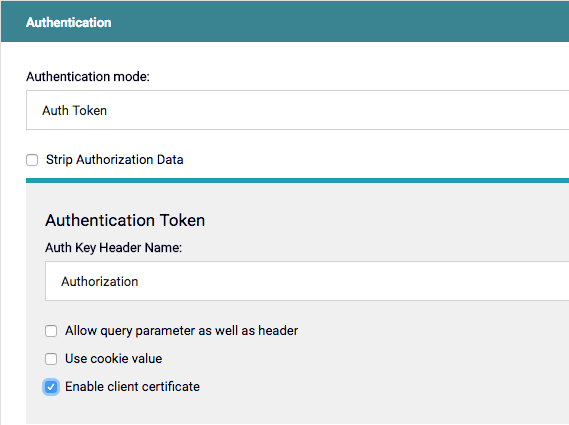 Authentication
Authentication mode:
Auth Token
Strip Authorization Data
Authentication Token
Auth Key Header Name:
Authorization
Allow query parameter as well as header
Use cookie value
Enable client certificate